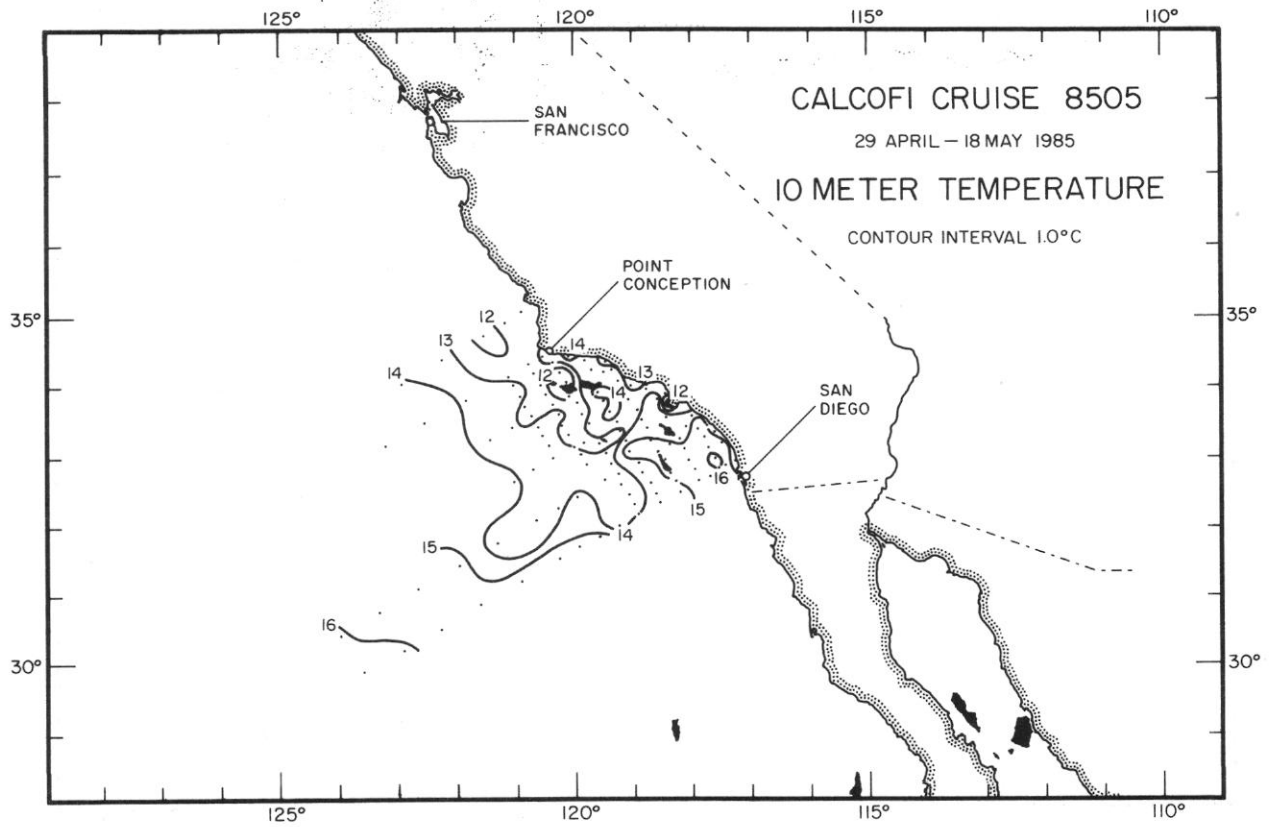 125°
120°
115°
110°
CALCOFI CRUISE 8505
29 APRIL – 18 MAY 1985
10 METER TEMPERATURE
CONTOUR INTERVAL 1.0°C
SAN
FRANCISCO
POINT
CONCEPTION
35°
35°
12
13
14
14
13
12
14
12
SAN
DIEGO
16
15
14
15
16
30°
30°
125°
120°
115°
110°